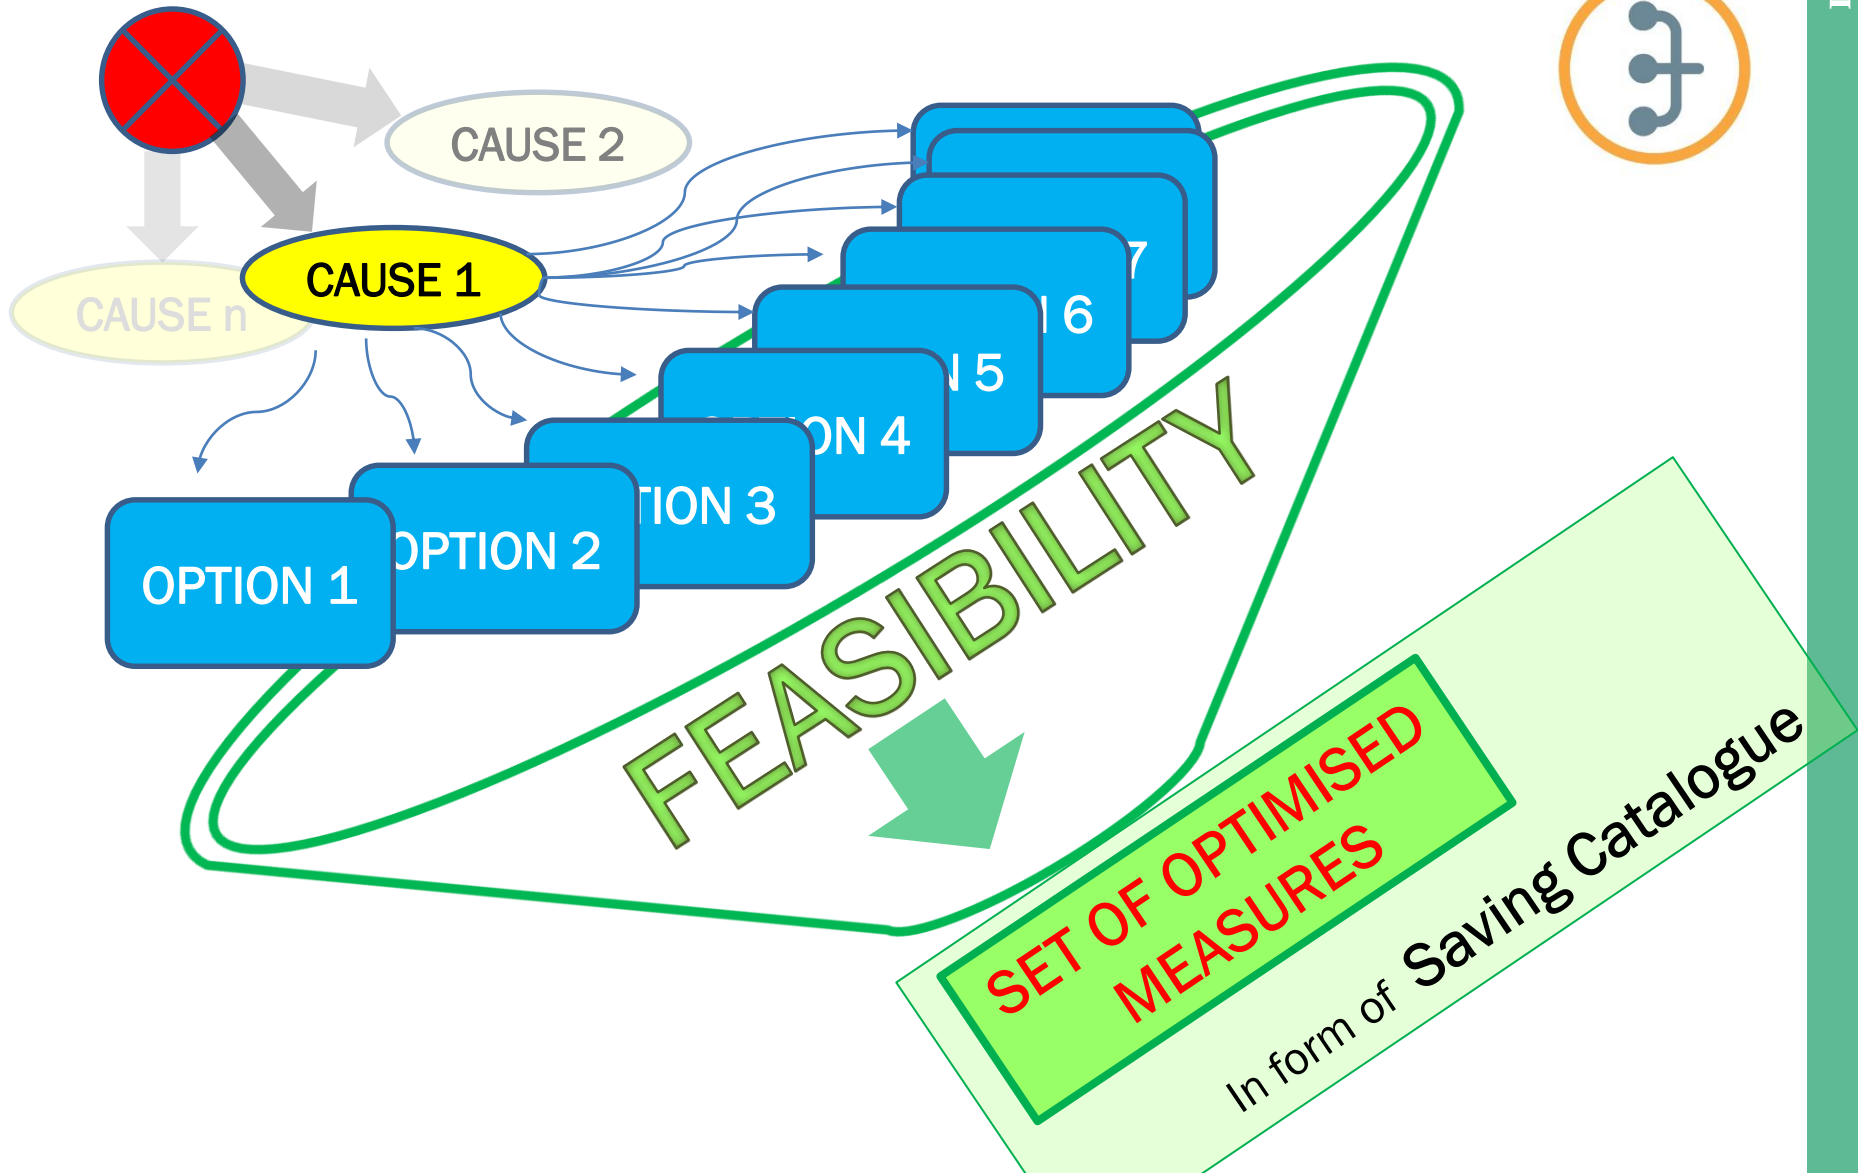 CAUSE 2
CAUSE 1
CAUSE n
7
6
N 5
ON 4
TION 3
OPTION 2
OPTION 1
FEASIBILITY
SET OF OPTIMISED
MEASURES
In form of Saving Catalogue